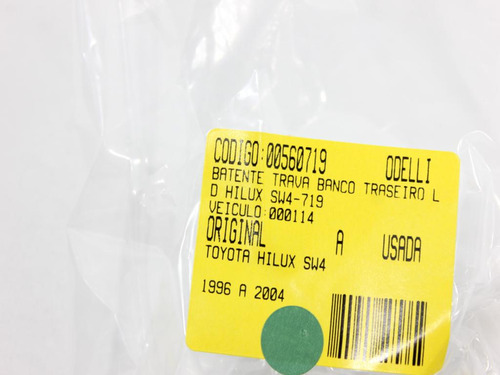 CODIGO:00560719 ODELLI
BATENTE TRAVA BANCO TRASEIRO L
D HILUX SW4-719
VEICULO:000114
ORIGINAL A USADA
TOYOTA HILUX SW4
1996 A 2004